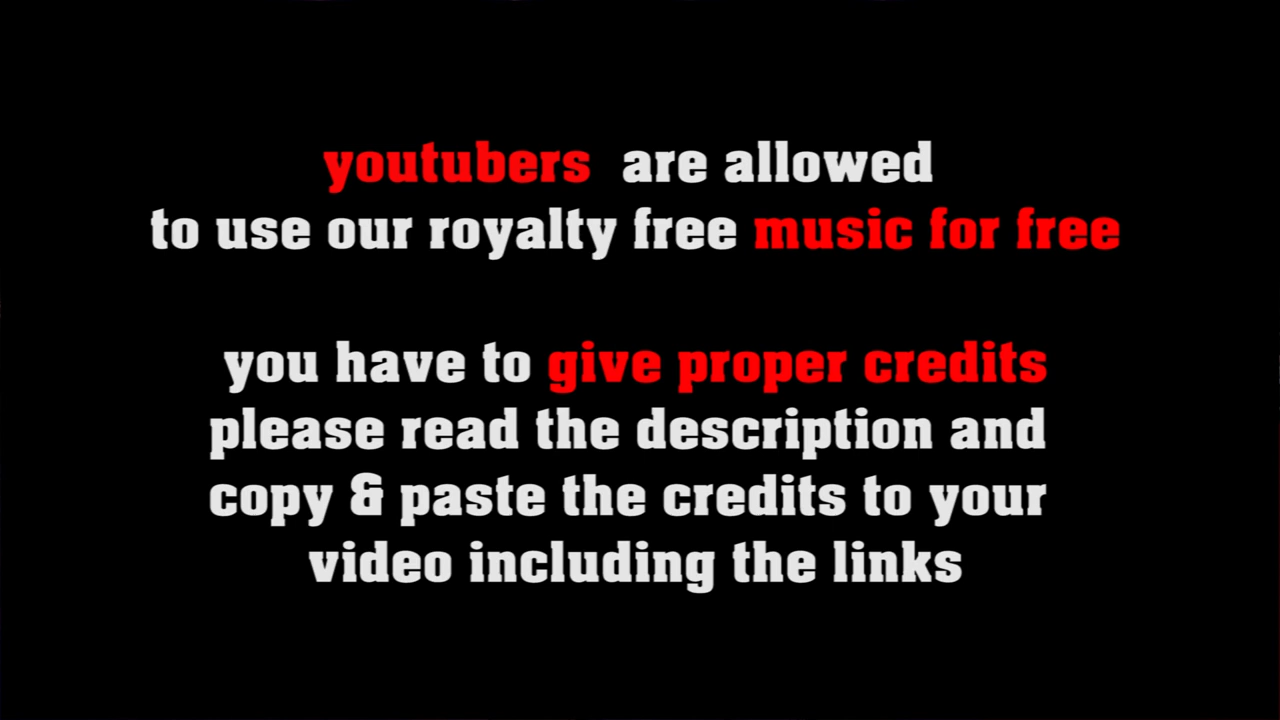 youtubers are allowed
to use our royalty free music for free
you have to give proper credits
please read the description and
copy & paste the credits to your
video including the links